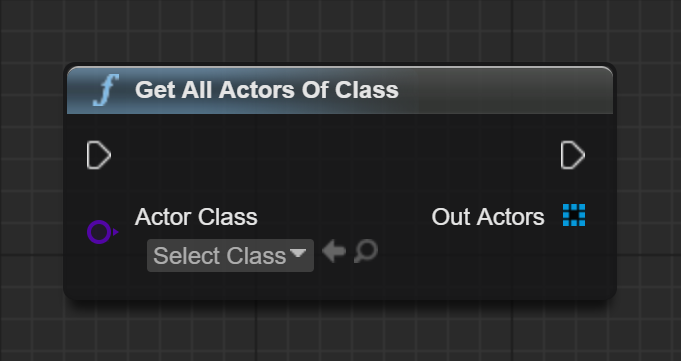 Get All Actors Of Class
Actor Class
Out Actors
Select Class